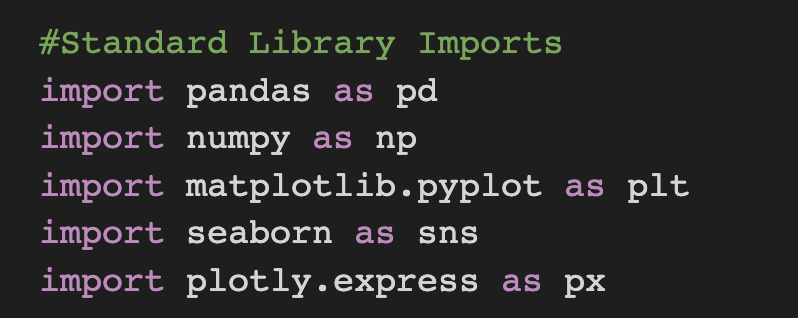 #Standard Library Imports
import pandas as pd
import numpy as np
import matplotlib.pyplot as plt
import seaborn as sns
import plotly.express as px